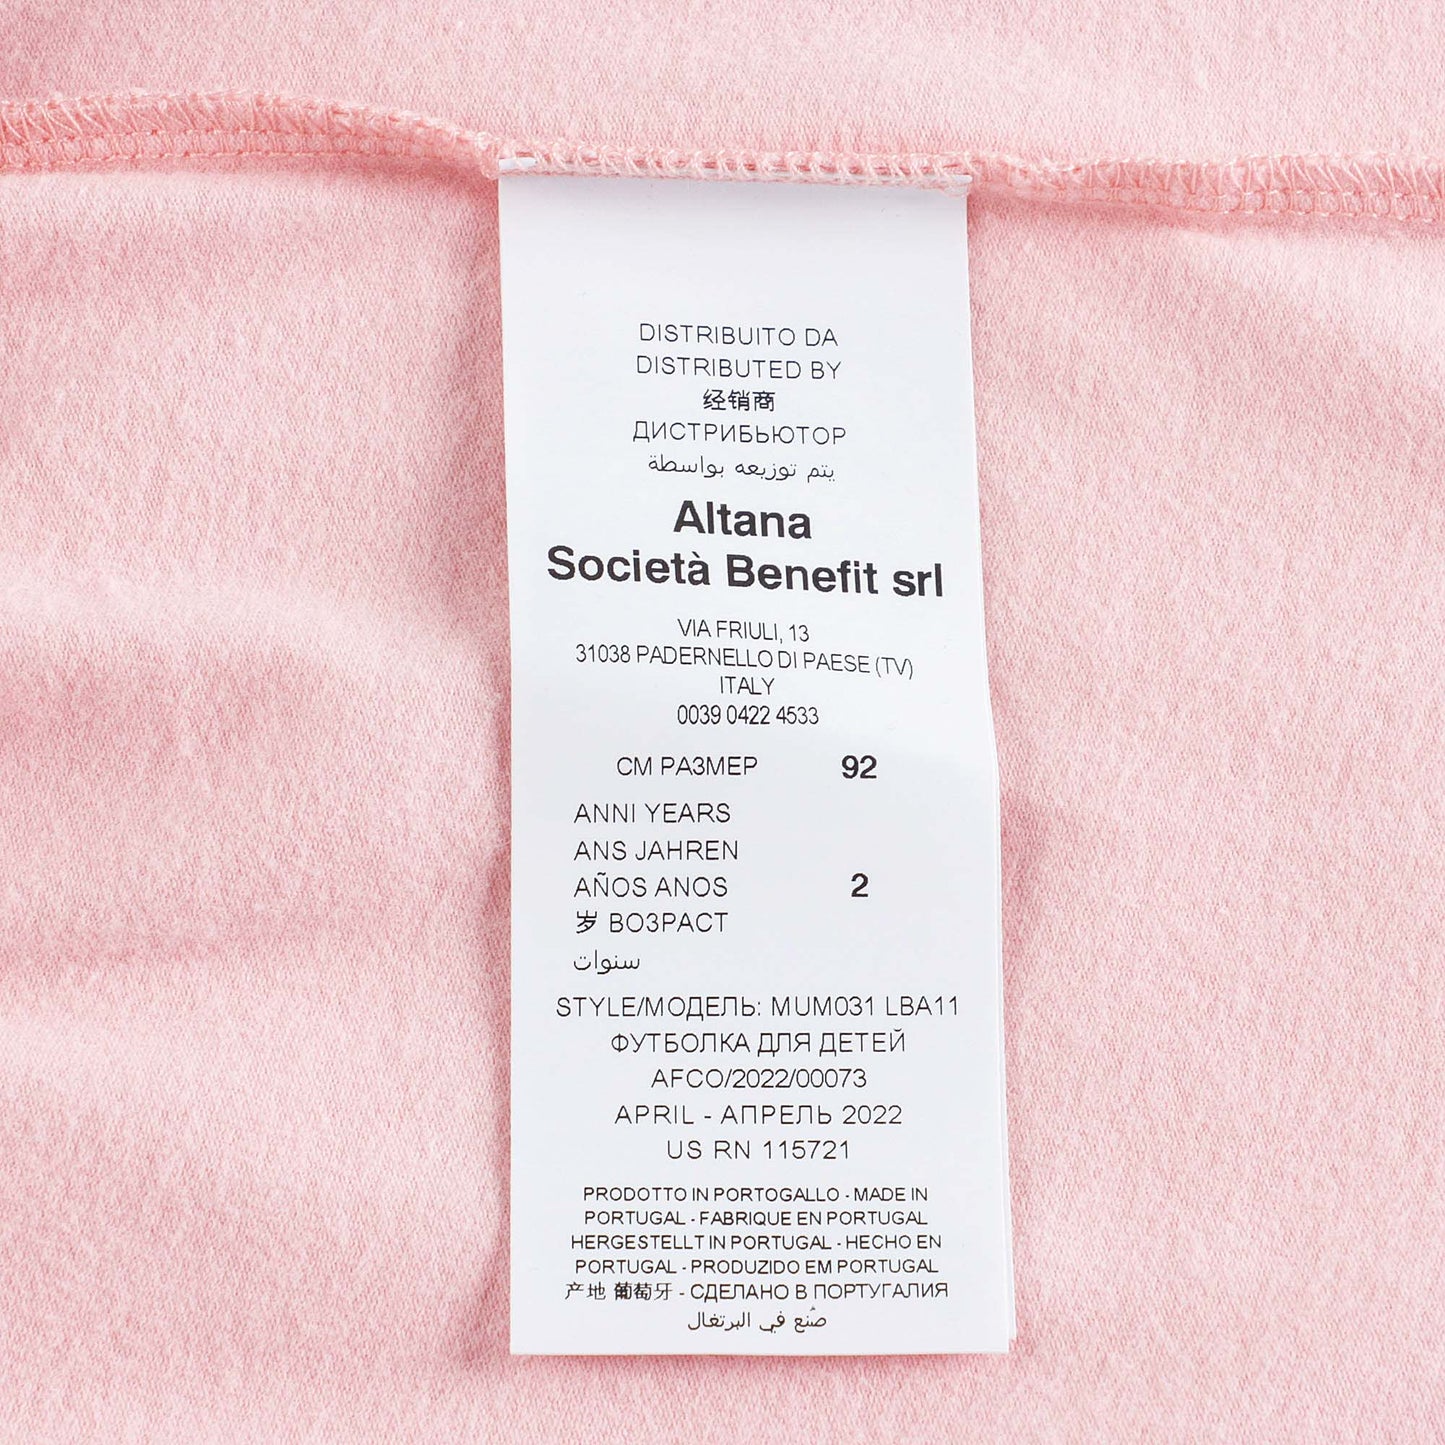 DISTRIBUITO DA
DISTRIBUTED BY
经销商
ДИСТРИБЬЮТОР
يتم توزيعه بواسطة
Altana
Società Benefit srl
VIA FRIULI, 13
31038 PADERNELLO DI PAESE (TV)
ITALY
0039 0422 4533
CM РАЗМЕР 92
ANNI YEARS
ANS JAHREN
AÑOS ANOS 2
岁 ВОЗРАСТ
سنوات
STYLE/МОДЕЛЬ: MUM031 LBA11
ФУТБОЛКА ДЛЯ ДЕТЕЙ
AFCO/2022/00073
APRIL - АПРЕЛЬ 2022
US RN 115721
PRODOTTO IN PORTOGALLO - MADE IN
PORTUGAL - FABRIQUE EN PORTUGAL
HERGESTELLT IN PORTUGAL - HECHO EN
PORTUGAL - PRODUZIDO EM PORTUGAL
产地 葡萄牙 - СДЕЛАНО В ПОРТУГАЛИЯ
صُنع في البرتغال